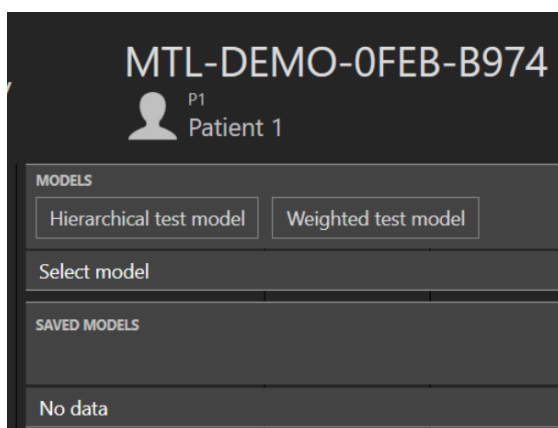 MTL-DEMO-0FEB-B974
P1
Patient 1
MODELS
Hierarchical test model Weighted test model
Select model
SAVED MODELS
No data